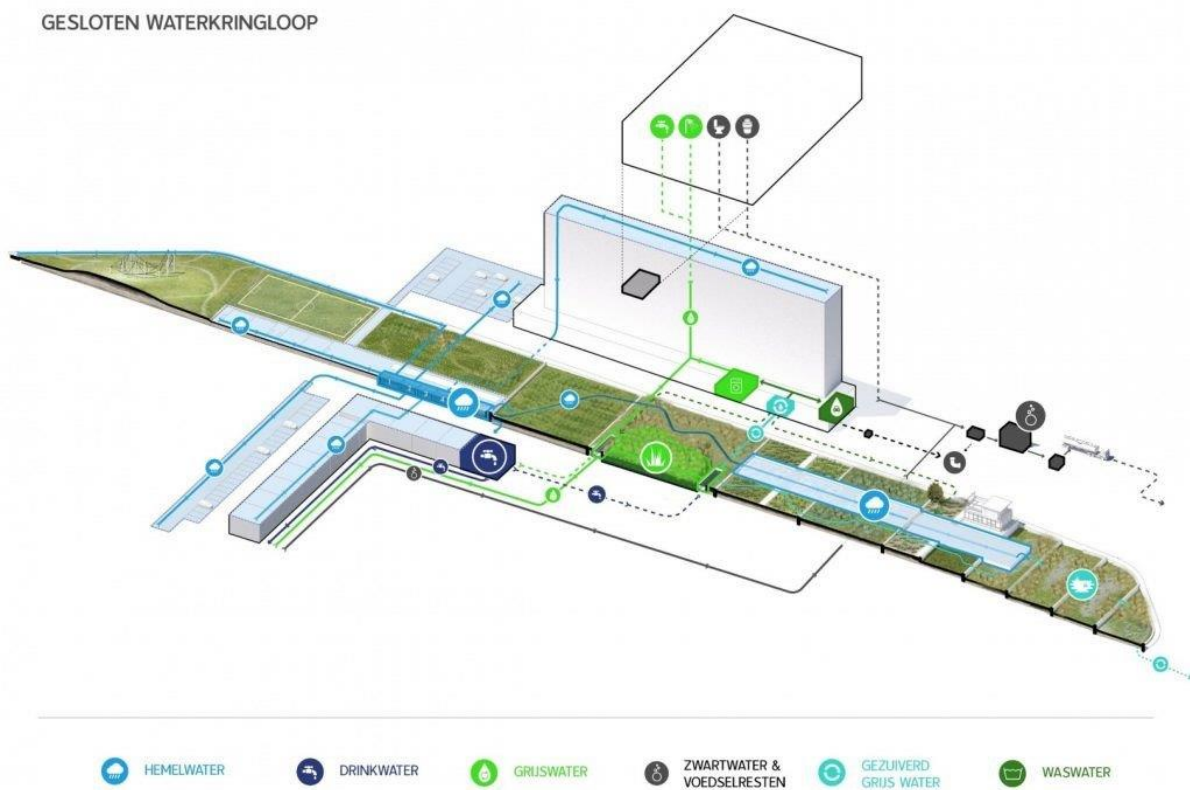 GESLOTEN WATERKRINGLOOP
HEMELWATER
DRINKWATER
GRIJSWATER
ZWARTWATER &
VOEDSELRESTEN
GEZUIVERD
GRIJS WATER
WASWATER